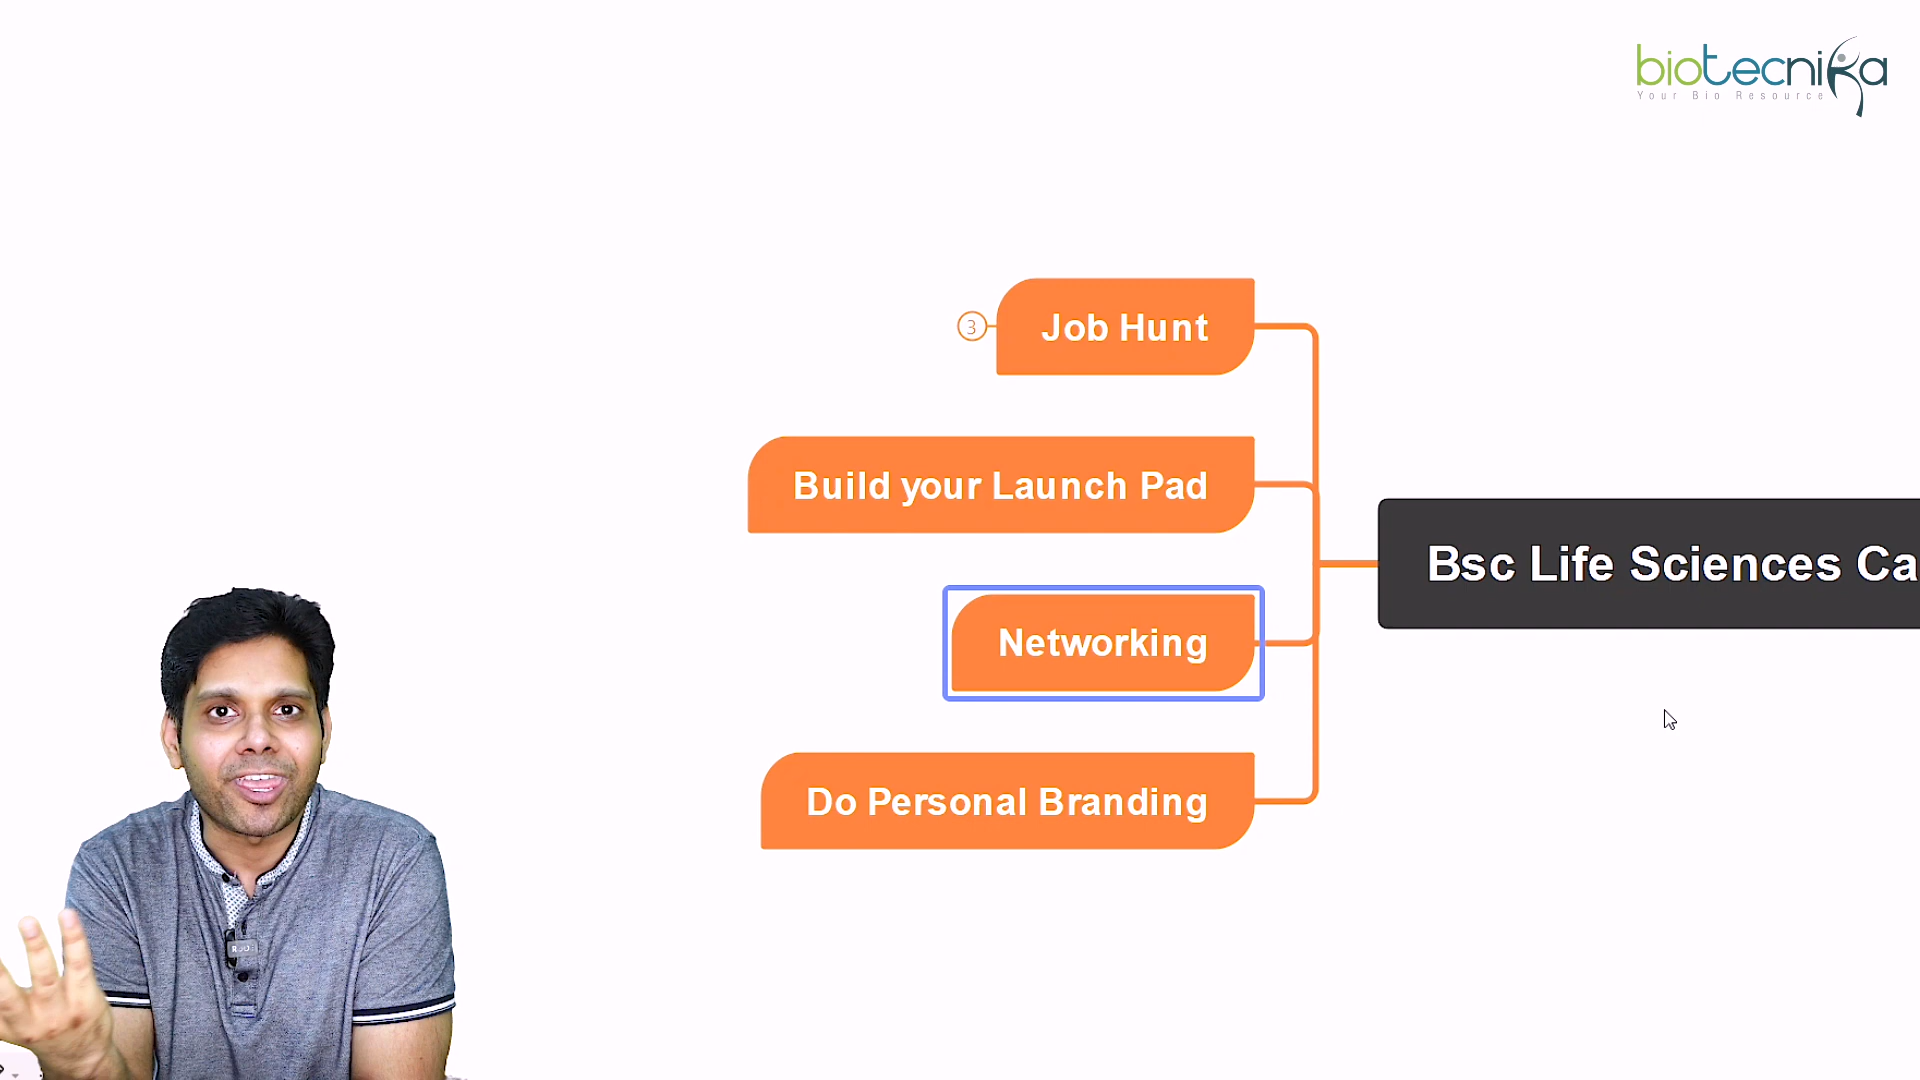 biotecnika
Your Bio Resource
3
Job Hunt
Build your Launch Pad
Bsc Life Sciences Ca
Networking
Do Personal Branding